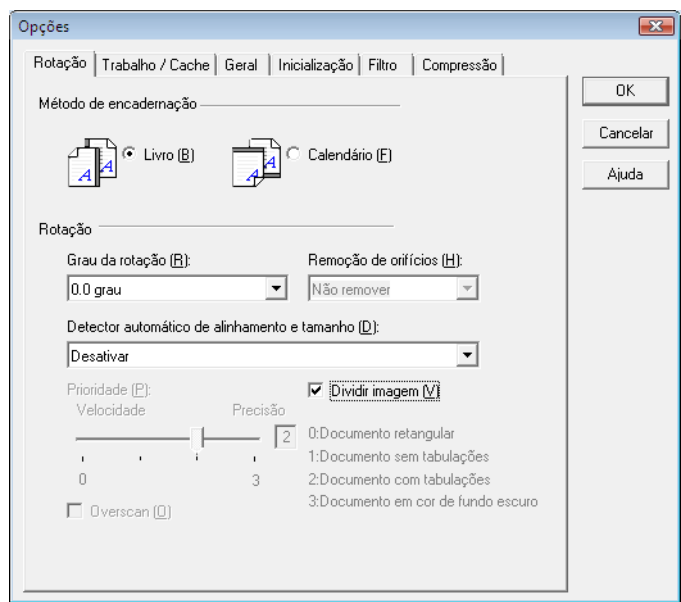 Opções
Rotação Trabalho / Cache Geral Inicialização Filtro Compressão
OK
Cancelar
Ajuda
Método de encadernação
A A Livro (B) A A Calendário (F)
Rotação
Grau da rotação (R): Remoção de orifícios (H):
0.0 grau Não remover
Detector automático de alinhamento e tamanho (D):
Desativar
Prioridade (P): Dividir imagem (V)
Velocidade Precisão
2
0 3
0:Documento retangular
1:Documento sem tabulações
2:Documento com tabulações
3:Documento em cor de fundo escuro
Overscan (O)